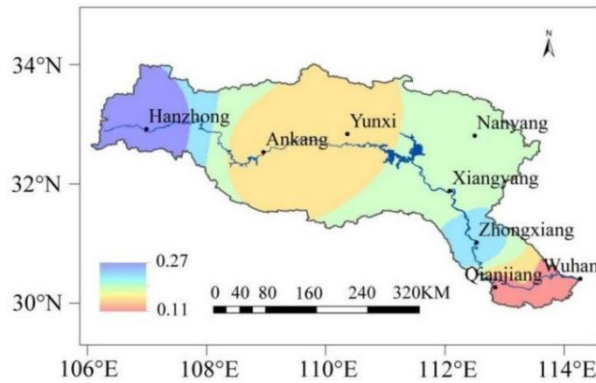 N
34°N
Hanzhong
Yunxi
Nanyang
Ankang
32°N
Xiangyang
Zhongxiang
0.27
Qianjiang
Wuhan
0.11
30°N
0 40 80 160 240 320KM
106°E 108°E 110°E 112°E 114°E